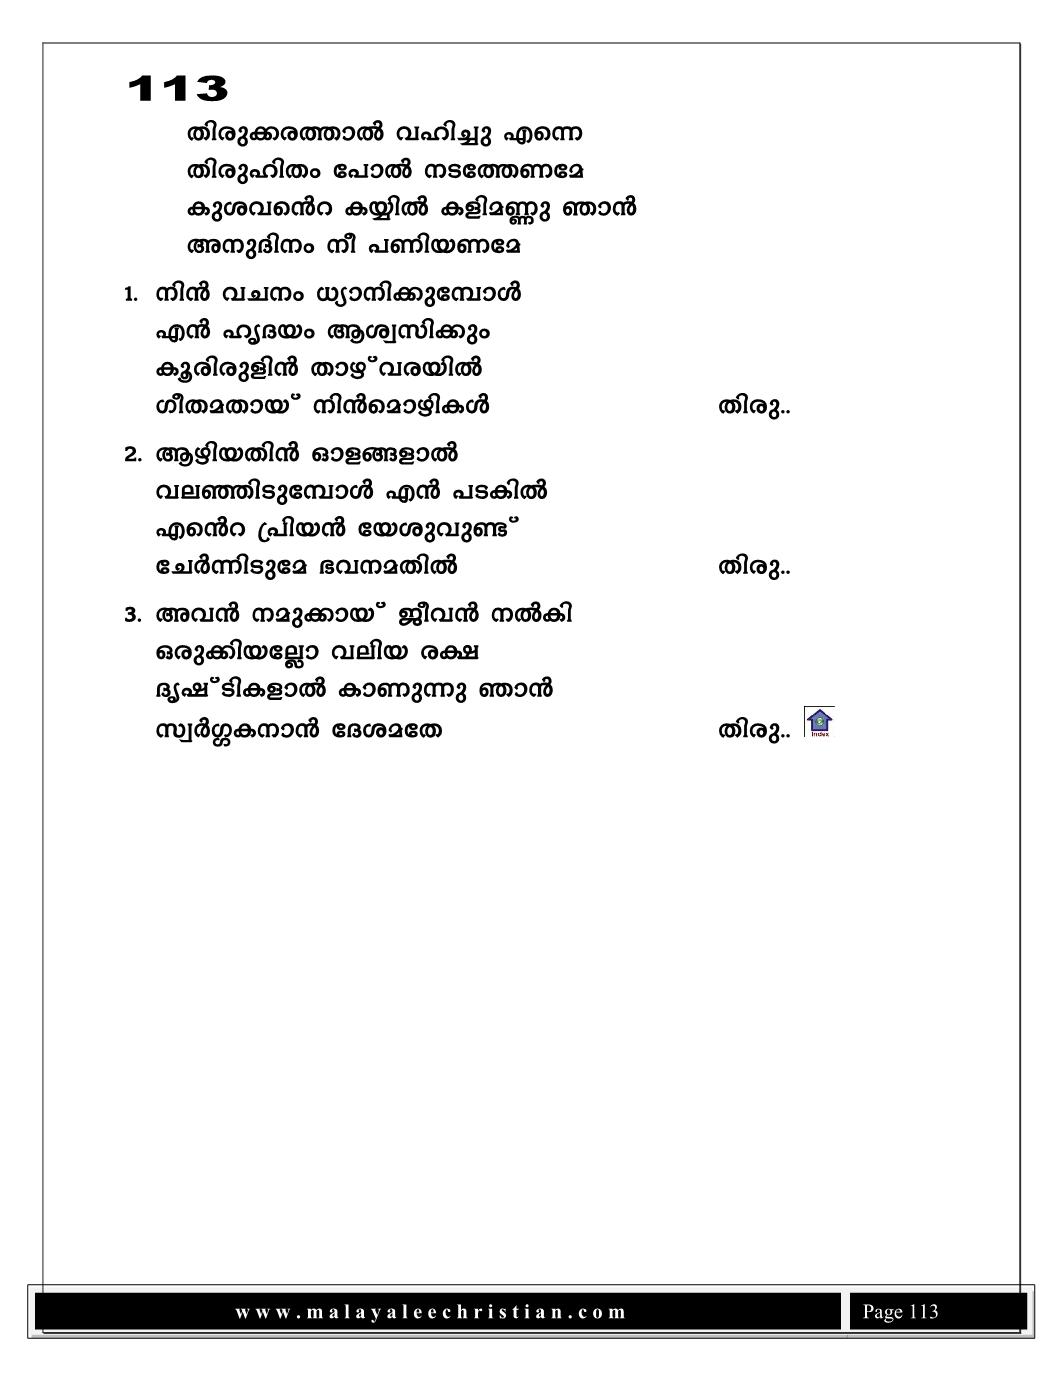 113
തിരുക്കരത്താൽ വഹിച്ചു എന്നെ
തിരുഹിതം പോൽ നടത്തേണമേ
കുശവൻെറ കയ്യിൽ കളിമണ്ണു ഞാൻ
അനുദിനം നീ പണിയണമേ
1. നിൻ വചനം ധ്യാനിക്കുമ്പോൾ
എൻ ഹൃദയം ആശ്വസിക്കും
കൂരിരുളിൻ താഴ്വരയിൽ
ഗീതമതായ് നിൻമൊഴികൾ തിരു..
2. ആഴിയതിൻ ഓളങ്ങളാൽ
വലഞ്ഞിടുമ്പോൾ എൻ പടകിൽ
എൻെറ പ്രിയൻ യേശുവുണ്ട്
ചേർന്നിടുമേ ഭവനമതിൽ തിരു..
3. അവൻ നമുക്കായ് ജീവൻ നൽകി
ഒരുക്കിയല്ലോ വലിയ രക്ഷ
ദൃഷ്ടികളാൽ കാണുന്നു ഞാൻ
സ്വർഗ്ഗകനാൻ ദേശമതേ തിരു.. Index
www.malayaleechristian.com Page 113